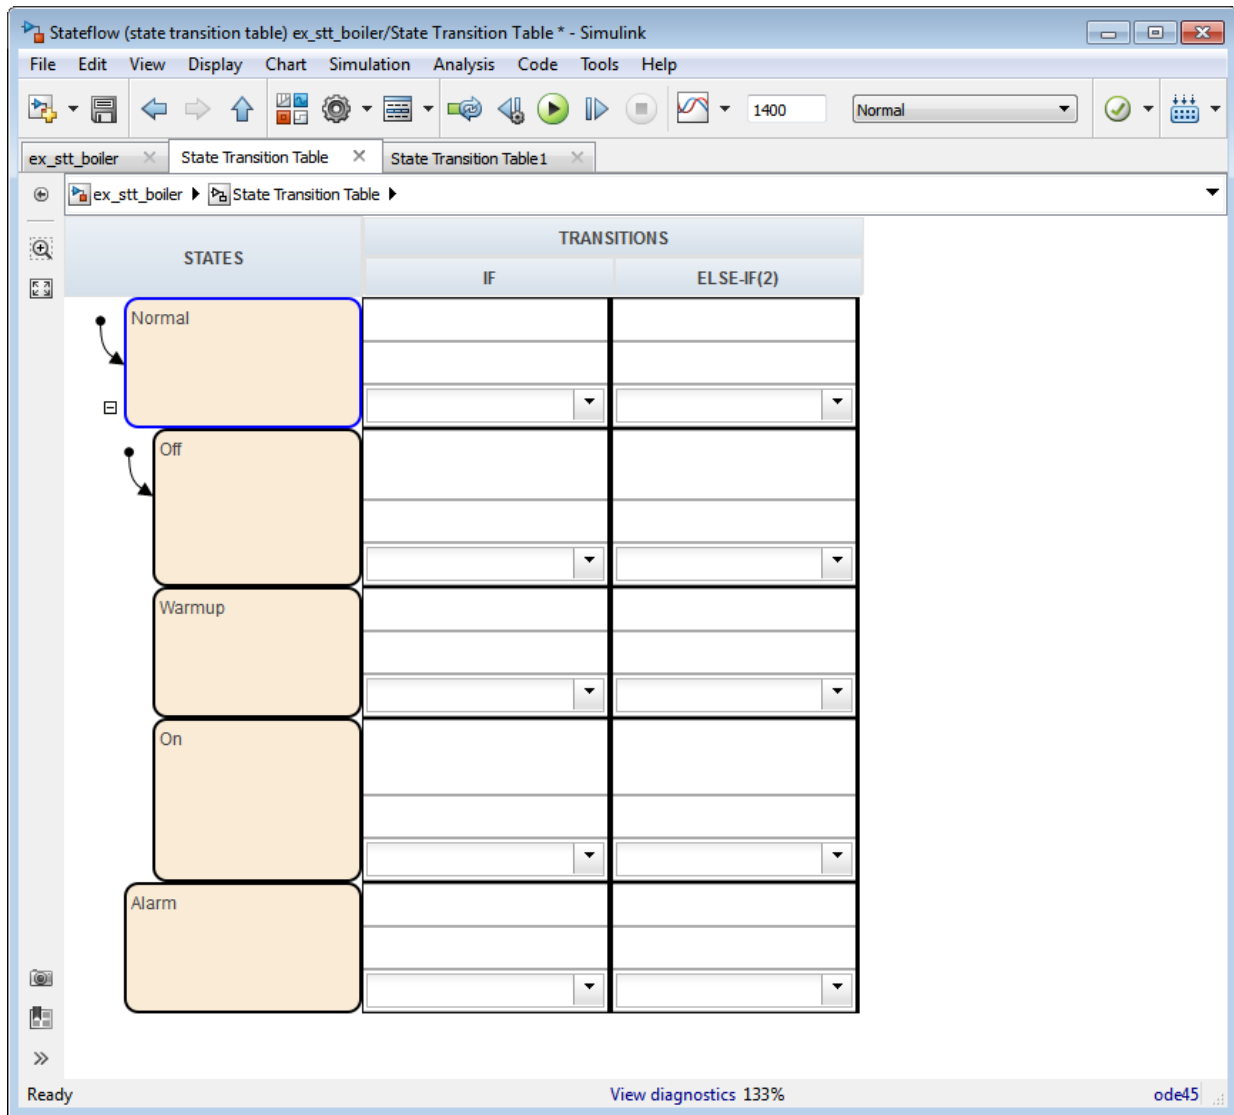 Stateflow (state transition table) ex_stt_boiler/State Transition Table * - Simulink
File Edit View Display Chart Simulation Analysis Code Tools Help
1400 Normal
ex_stt_boiler State Transition Table State Transition Table1
ex_stt_boiler State Transition Table
STATES
TRANSITIONS
IF ELSE-IF(2)
Normal
Off
Warmup
On
Alarm
Ready View diagnostics 133% ode45